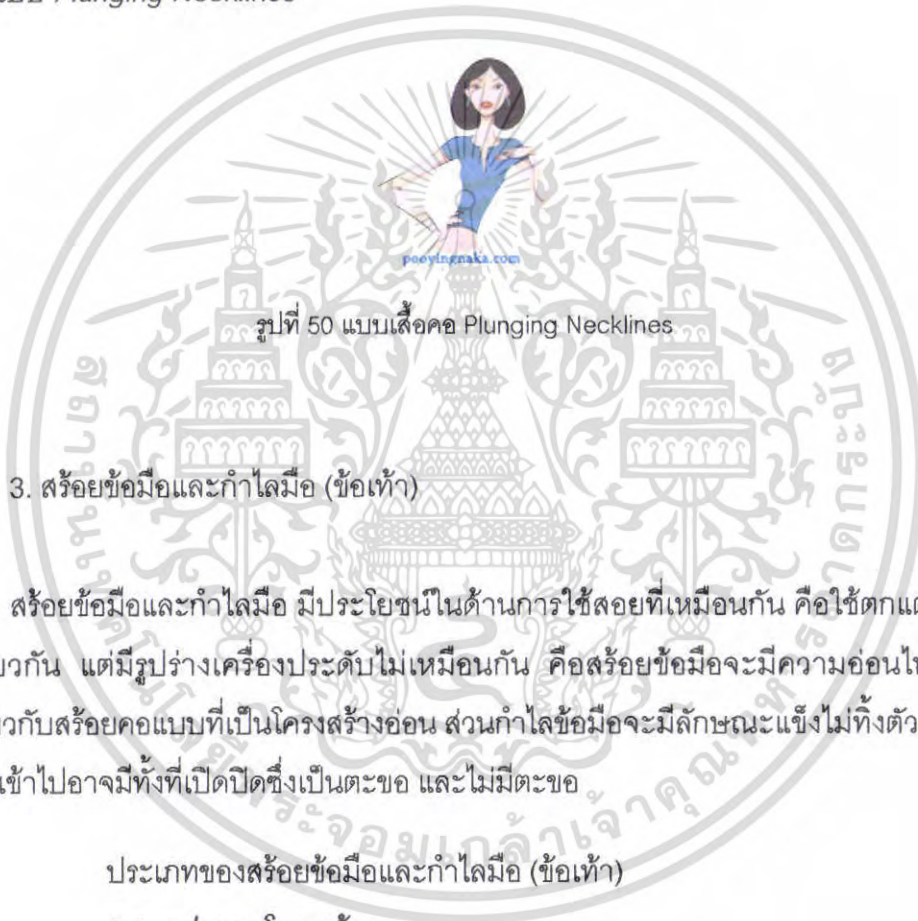 Plunging Necklines
pooyingnaka.com
รูปที่ 50 แบบเสื้อคอ Plunging Necklines
3. สร้อยข้อมือและกำไลมือ (ข้อเท้า)
สร้อยข้อมือและกำไลมือ มีประโยชน์ในด้านการใช้สอยที่เหมือนกัน คือใช้ตกแต่
วกัน แต่มีรูปร่างเครื่องประดับไม่เหมือนกัน คือสร้อยข้อมือจะมีความอ่อนไห
วกับสร้อยคอแบบที่เป็นโครงสร้างอ่อน ส่วนกำไลข้อมือจะมีลักษณะแข็งไม่ทิ้งตัว
เข้าไปอาจมีทั้งที่เปิดปิดซึ่งเป็นตะขอ และไม่มีตะขอ
ประเภทของสร้อยข้อมือและกำไลมือ (ข้อเท้า)